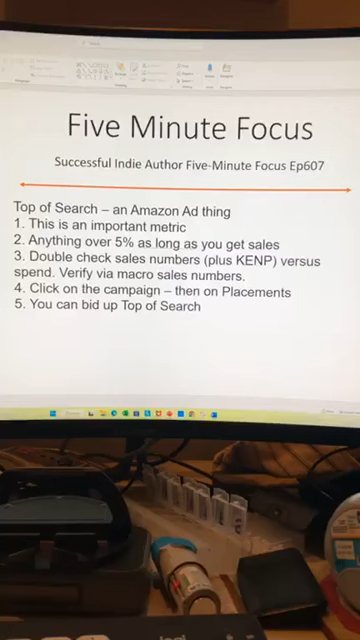 Five Minute Focus
Successful Indie Author Five-Minute Focus Ep607
Top of Search – an Amazon Ad thing
1. This is an important metric
2. Anything over 5% as long as you get sales
3. Double check sales numbers (plus KENP) versus
spend. Verify via macro sales numbers.
4. Click on the campaign – then on Placements
5. You can bid up Top of Search